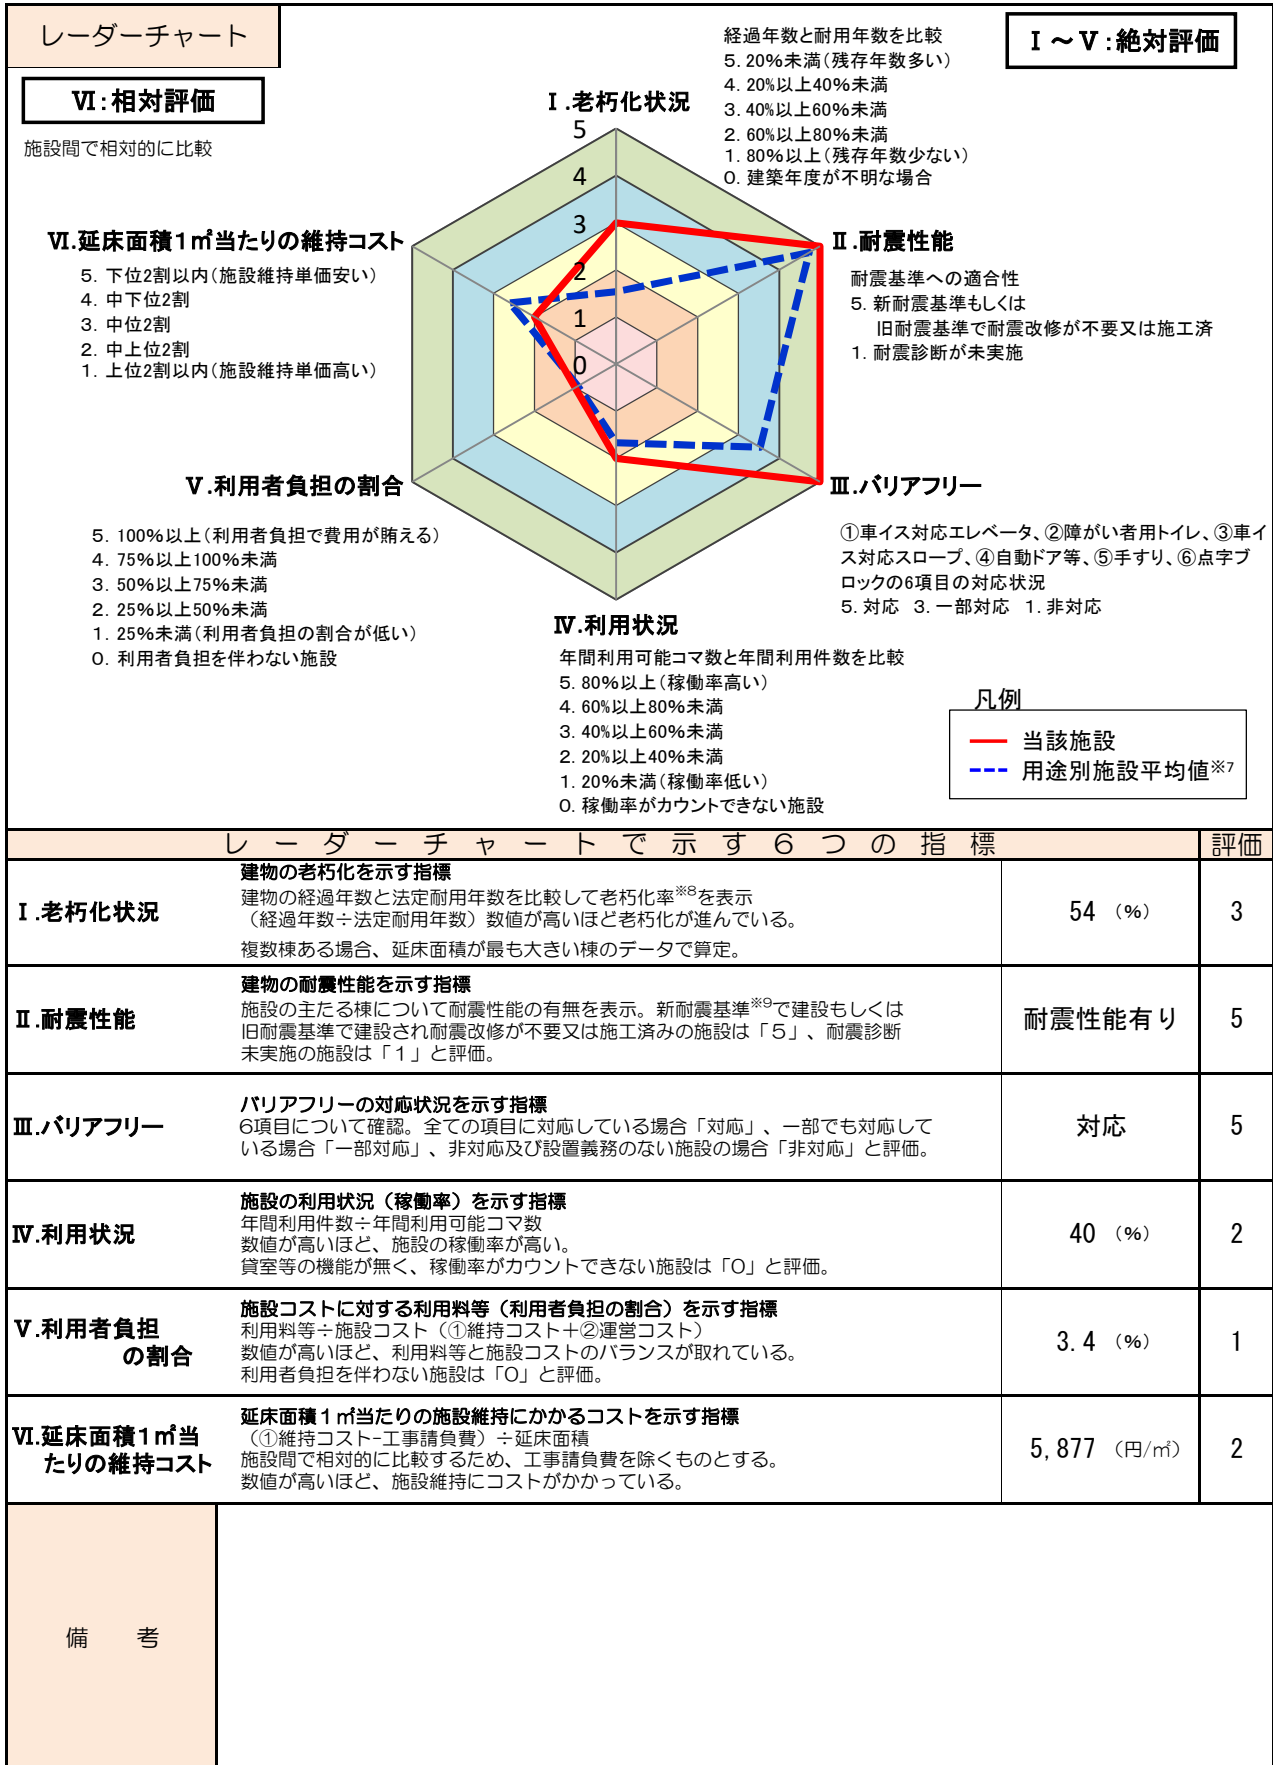 レーダーチャート
Ⅰ～Ⅴ:絶対評価
Ⅵ:相対評価
施設間で相対的に比較
経過年数と耐用年数を比較
5. 20%未満(残存年数多い)
4. 20%以上40%未満
3. 40%以上60%未満
2. 60%以上80%未満
1. 80%以上(残存年数少ない)
0. 建築年度が不明な場合
Ⅰ.老朽化状況
5
4
3
2
1
0
Ⅵ.延床面積1㎡当たりの維持コスト
5. 下位2割以内(施設維持単価安い)
4. 中下位2割
3. 中位2割
2. 中上位2割
1. 上位2割以内(施設維持単価高い)
Ⅱ.耐震性能
耐震基準への適合性
5. 新耐震基準もしくは
旧耐震基準で耐震改修が不要又は施工済
1. 耐震診断が未実施
Ⅴ.利用者負担の割合
5. 100%以上(利用者負担で費用が賄える)
4. 75%以上100%未満
3. 50%以上75%未満
2. 25%以上50%未満
1. 25%未満(利用者負担の割合が低い)
0. 利用者負担を伴わない施設
Ⅲ.バリアフリー
①車イス対応エレベータ、②障がい者用トイレ、③車イ
ス対応スロープ、④自動ドア等、⑤手すり、⑥点字ブ
ロックの6項目の対応状況
5. 対応 3. 一部対応 1. 非対応
Ⅳ.利用状況
年間利用可能コマ数と年間利用件数を比較
5. 80%以上(稼働率高い)
4. 60%以上80%未満
3. 40%以上60%未満
2. 20%以上40%未満
1. 20%未満(稼働率低い)
0. 稼働率がカウントできない施設
凡例
当該施設
用途別施設平均値※7
レーダーチャートで示す6つの指標 評価
Ⅰ.老朽化状況
建物の老朽化を示す指標
建物の経過年数と法定耐用年数を比較して老朽化率※8を表示
(経過年数÷法定耐用年数) 数値が高いほど老朽化が進んでいる。
複数棟ある場合、延床面積が最も大きい棟のデータで算定。
54 (%) 3
Ⅱ.耐震性能
建物の耐震性能を示す指標
施設の主たる棟について耐震性能の有無を表示。新耐震基準※9で建設もしくは
旧耐震基準で建設され耐震改修が不要又は施工済みの施設は「5」、耐震診断
未実施の施設は「1」と評価。
耐震性能有り 5
Ⅲ.バリアフリー
バリアフリーの対応状況を示す指標
6項目について確認。全ての項目に対応している場合「対応」、一部でも対応して
いる場合「一部対応」、非対応及び設置義務のない施設の場合「非対応」と評価。
対応 5
Ⅳ.利用状況
施設の利用状況(稼働率)を示す指標
年間利用件数÷年間利用可能コマ数
数値が高いほど、施設の稼働率が高い。
貸室等の機能が無く、稼働率がカウントできない施設は「0」と評価。
40 (%) 2
Ⅴ.利用者負担
の割合
施設コストに対する利用料等(利用者負担の割合)を示す指標
利用料等÷施設コスト(①維持コスト+②運営コスト)
数値が高いほど、利用料等と施設コストのバランスが取れている。
利用者負担を伴わない施設は「0」と評価。
3.4 (%) 1
Ⅵ.延床面積1㎡当
たりの維持コスト
延床面積1㎡当たりの施設維持にかかるコストを示す指標
(①維持コスト-工事請負費)÷延床面積
施設間で相対的に比較するため、工事請負費を除くものとする。
数値が高いほど、施設維持にコストがかかっている。
5,877 (円/㎡) 2
備 考